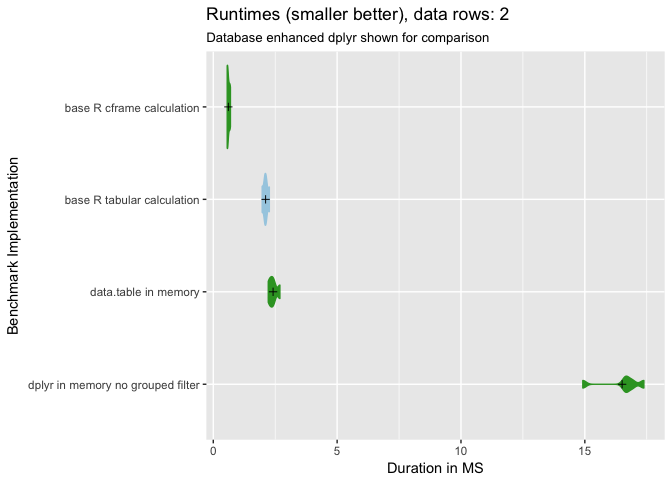 Runtimes (smaller better), data rows: 2
Database enhanced dplyr shown for comparison
Benchmark Implementation
base R cframe calculation
base R tabular calculation
data.table in memory
dplyr in memory no grouped filter
0 5 10 15
Duration in MS